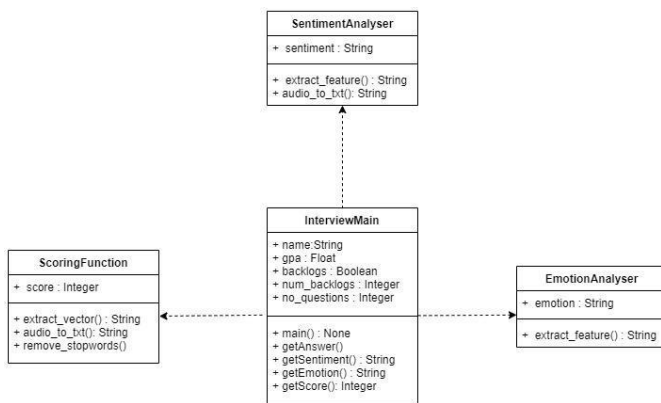 SentimentAnalyser
+ sentiment : String
+ extract_feature() : String
+ audio_to_txt(): String
InterviewMain
+ name:String
+ gpa : Float
+ backlogs : Boolean
+ num_backlogs : Integer
+ no_questions : Integer
+ main() : None
+ getAnswer()
+ getSentiment() : String
+ getEmotion() : String
+ getScore(): Integer
ScoringFunction
+ score : Integer
+ extract_vector() : String
+ audio_to_txt(): String
+ remove_stopwords()
EmotionAnalyser
+ emotion : String
+ extract_feature() : String